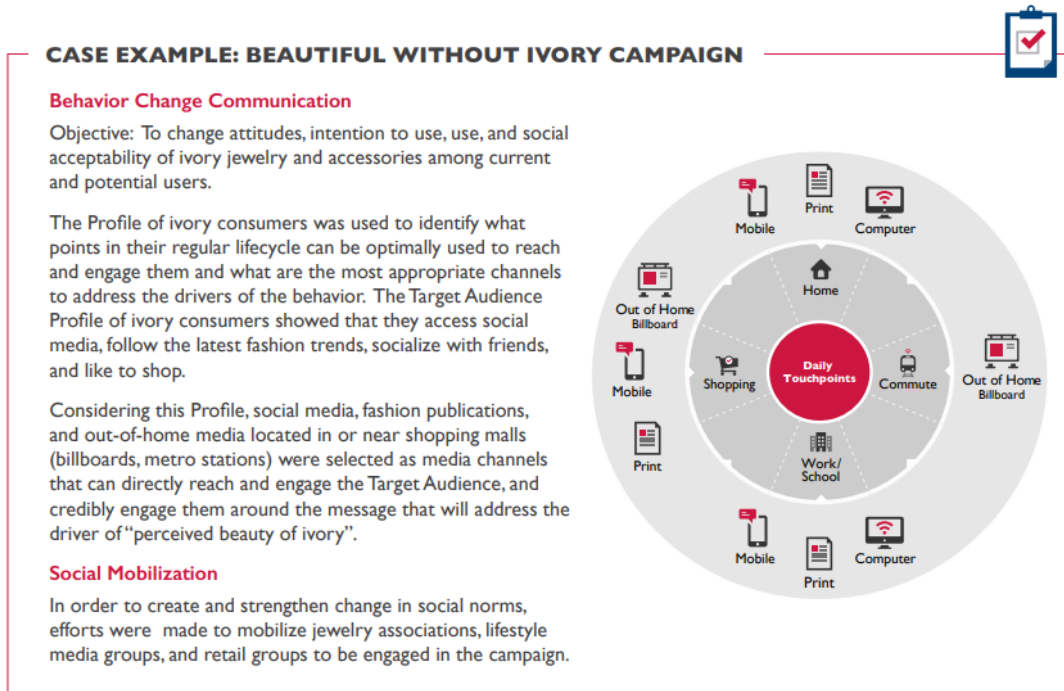 CASE EXAMPLE: BEAUTIFUL WITHOUT IVORY CAMPAIGN
Behavior Change Communication
Objective: To change attitudes, intention to use, use, and social
acceptability of ivory jewelry and accessories among current
and potential users.
The Profile of ivory consumers was used to identify what
points in their regular lifecycle can be optimally used to reach
and engage them and what are the most appropriate channels
to address the drivers of the behavior. The Target Audience
Profile of ivory consumers showed that they access social
media, follow the latest fashion trends, socialize with friends,
and like to shop.
Considering this Profile, social media, fashion publications,
and out-of-home media located in or near shopping malls
(billboards, metro stations) were selected as media channels
that can directly reach and engage the Target Audience, and
credibly engage them around the message that will address the
driver of "perceived beauty of ivory".
Social Mobilization
In order to create and strengthen change in social norms,
efforts were made to mobilize jewelry associations, lifestyle
media groups, and retail groups to be engaged in the campaign.
Mobile
Print
Computer
Home
Out of Home
Billboard
Mobile
Print
Shopping
Daily
Touchpoints
Commute
Out of Home
Billboard
Work/
School
Mobile
Print
Computer